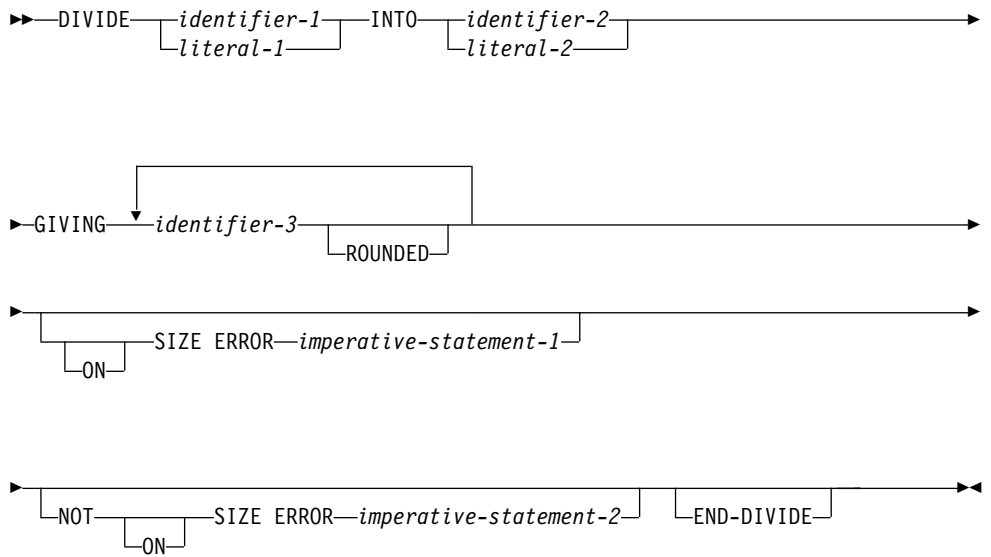 DIVIDE identifier-1 INTO identifier-2
literal-1 literal-2
GIVING identifier-3
ROUNDED
SIZE ERROR imperative-statement-1
ON
NOT SIZE ERROR imperative-statement-2 END-DIVIDE
ON